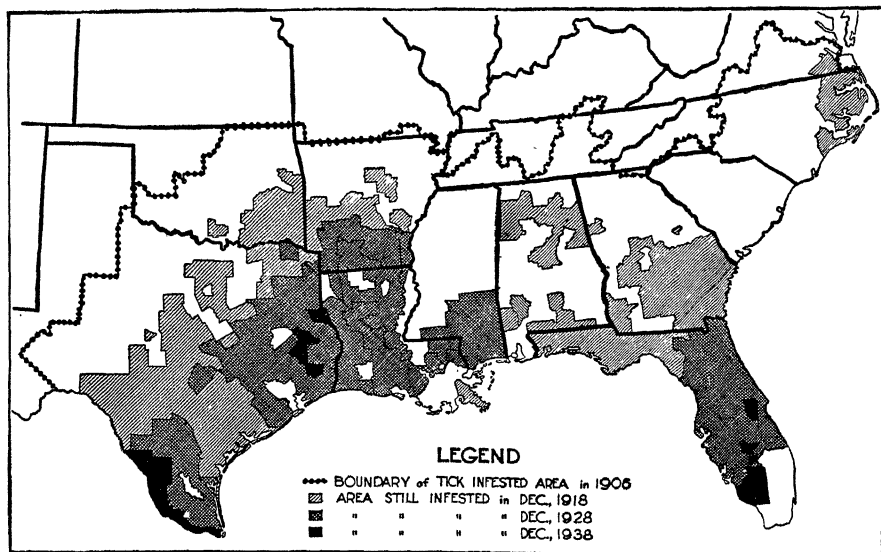 LEGEND
BOUNDARY of TICK INFESTED AREA in 1906
AREA STILL INFESTED in DEC., 1918
" " " " DEC., 1928
" " " " DEC., 1938